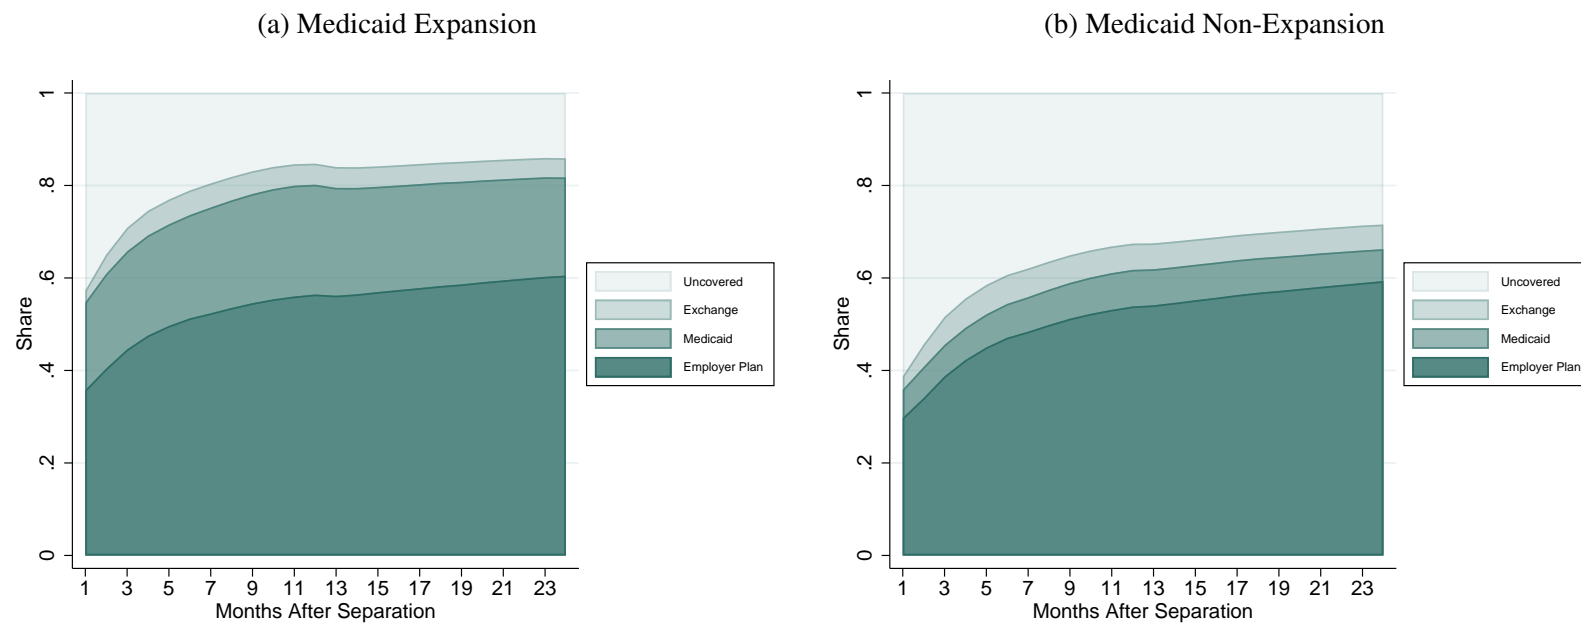 (a) Medicaid Expansion
1
.8
.6
.4
.2
0
Share
1 3 5 7 9 11 13 15 17 19 21 23
Months After Separation
Uncovered
Exchange
Medicaid
Employer Plan
(b) Medicaid Non-Expansion
1
.8
.6
.4
.2
0
Share
1 3 5 7 9 11 13 15 17 19 21 23
Months After Separation
Uncovered
Exchange
Medicaid
Employer Plan